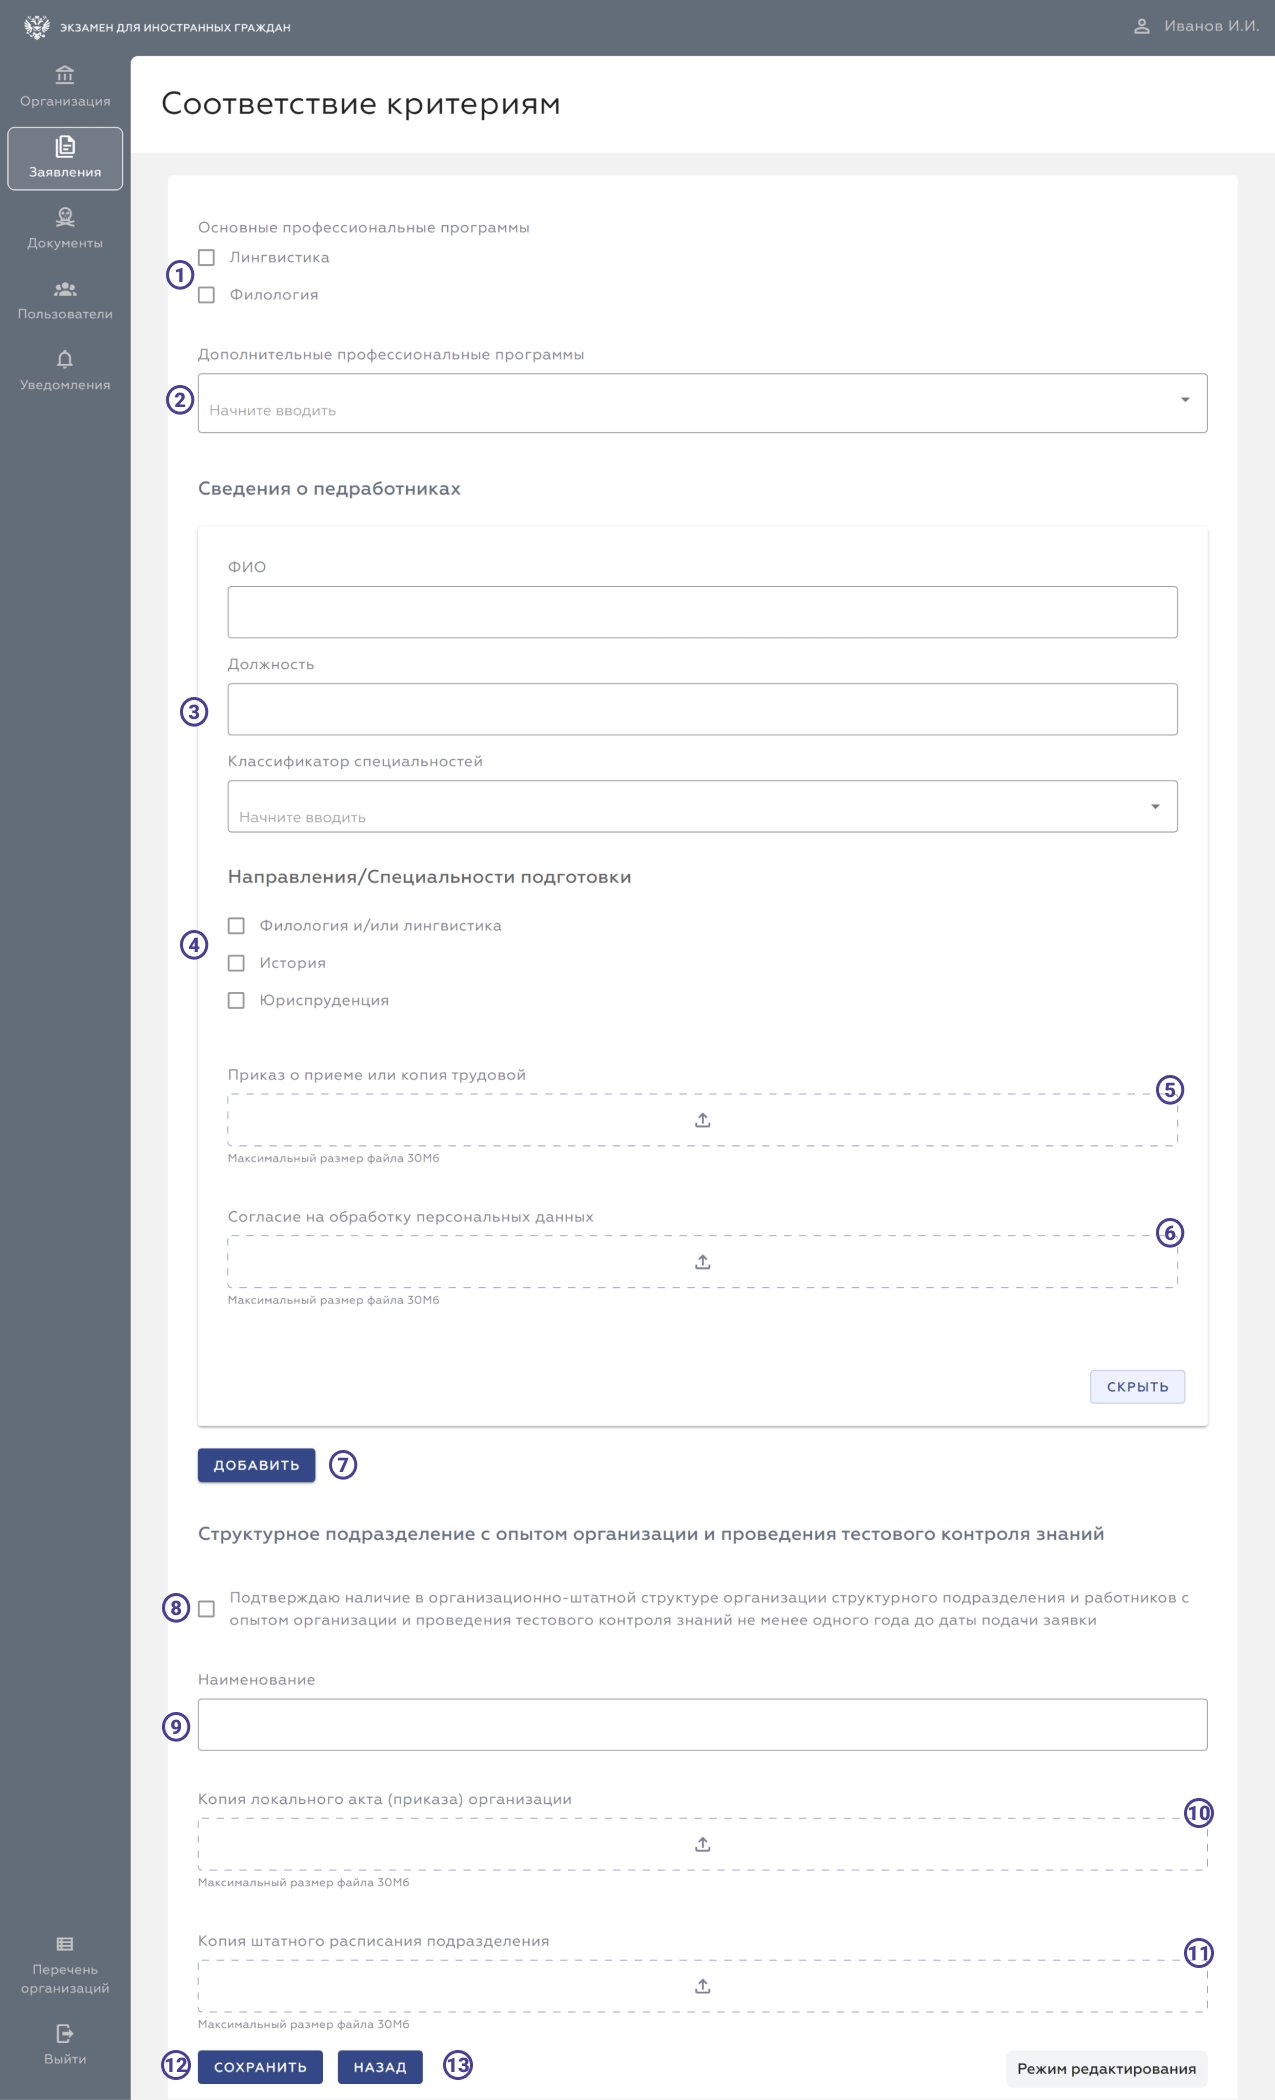 ЭКЗАМЕН ДЛЯ ИНОСТРАННЫХ ГРАЖДАН
Иванов И.И.
Организация
Заявления
Документы
Пользователи
Уведомления
Перечень
организаций
Выйти
Соответствие критериям
Основные профессиональные программы
1
Лингвистика
Филология
Дополнительные профессиональные программы
2
Начните вводить
Сведения о педработниках
ФИО
Должность
3
Классификатор специальностей
Начните вводить
Направления/Специальности подготовки
4
Филология и/или лингвистика
История
Юриспруденция
Приказ о приеме или копия трудовой
5
Максимальный размер файла 30Мб
Согласие на обработку персональных данных
6
Максимальный размер файла 30Мб
СКРЫТЬ
ДОБАВИТЬ
7
Структурное подразделение с опытом организации и проведения тестового контроля знаний
8
Подтверждаю наличие в организационно-штатной структуре организации структурного подразделения и работников с
опытом организации и проведения тестового контроля знаний не менее одного года до даты подачи заявки
Наименование
9
Копия локального акта (приказа) организации
10
Максимальный размер файла 30Мб
Копия штатного расписания подразделения
11
Максимальный размер файла 30Мб
12
СОХРАНИТЬ
НАЗАД
13
Режим редактирования